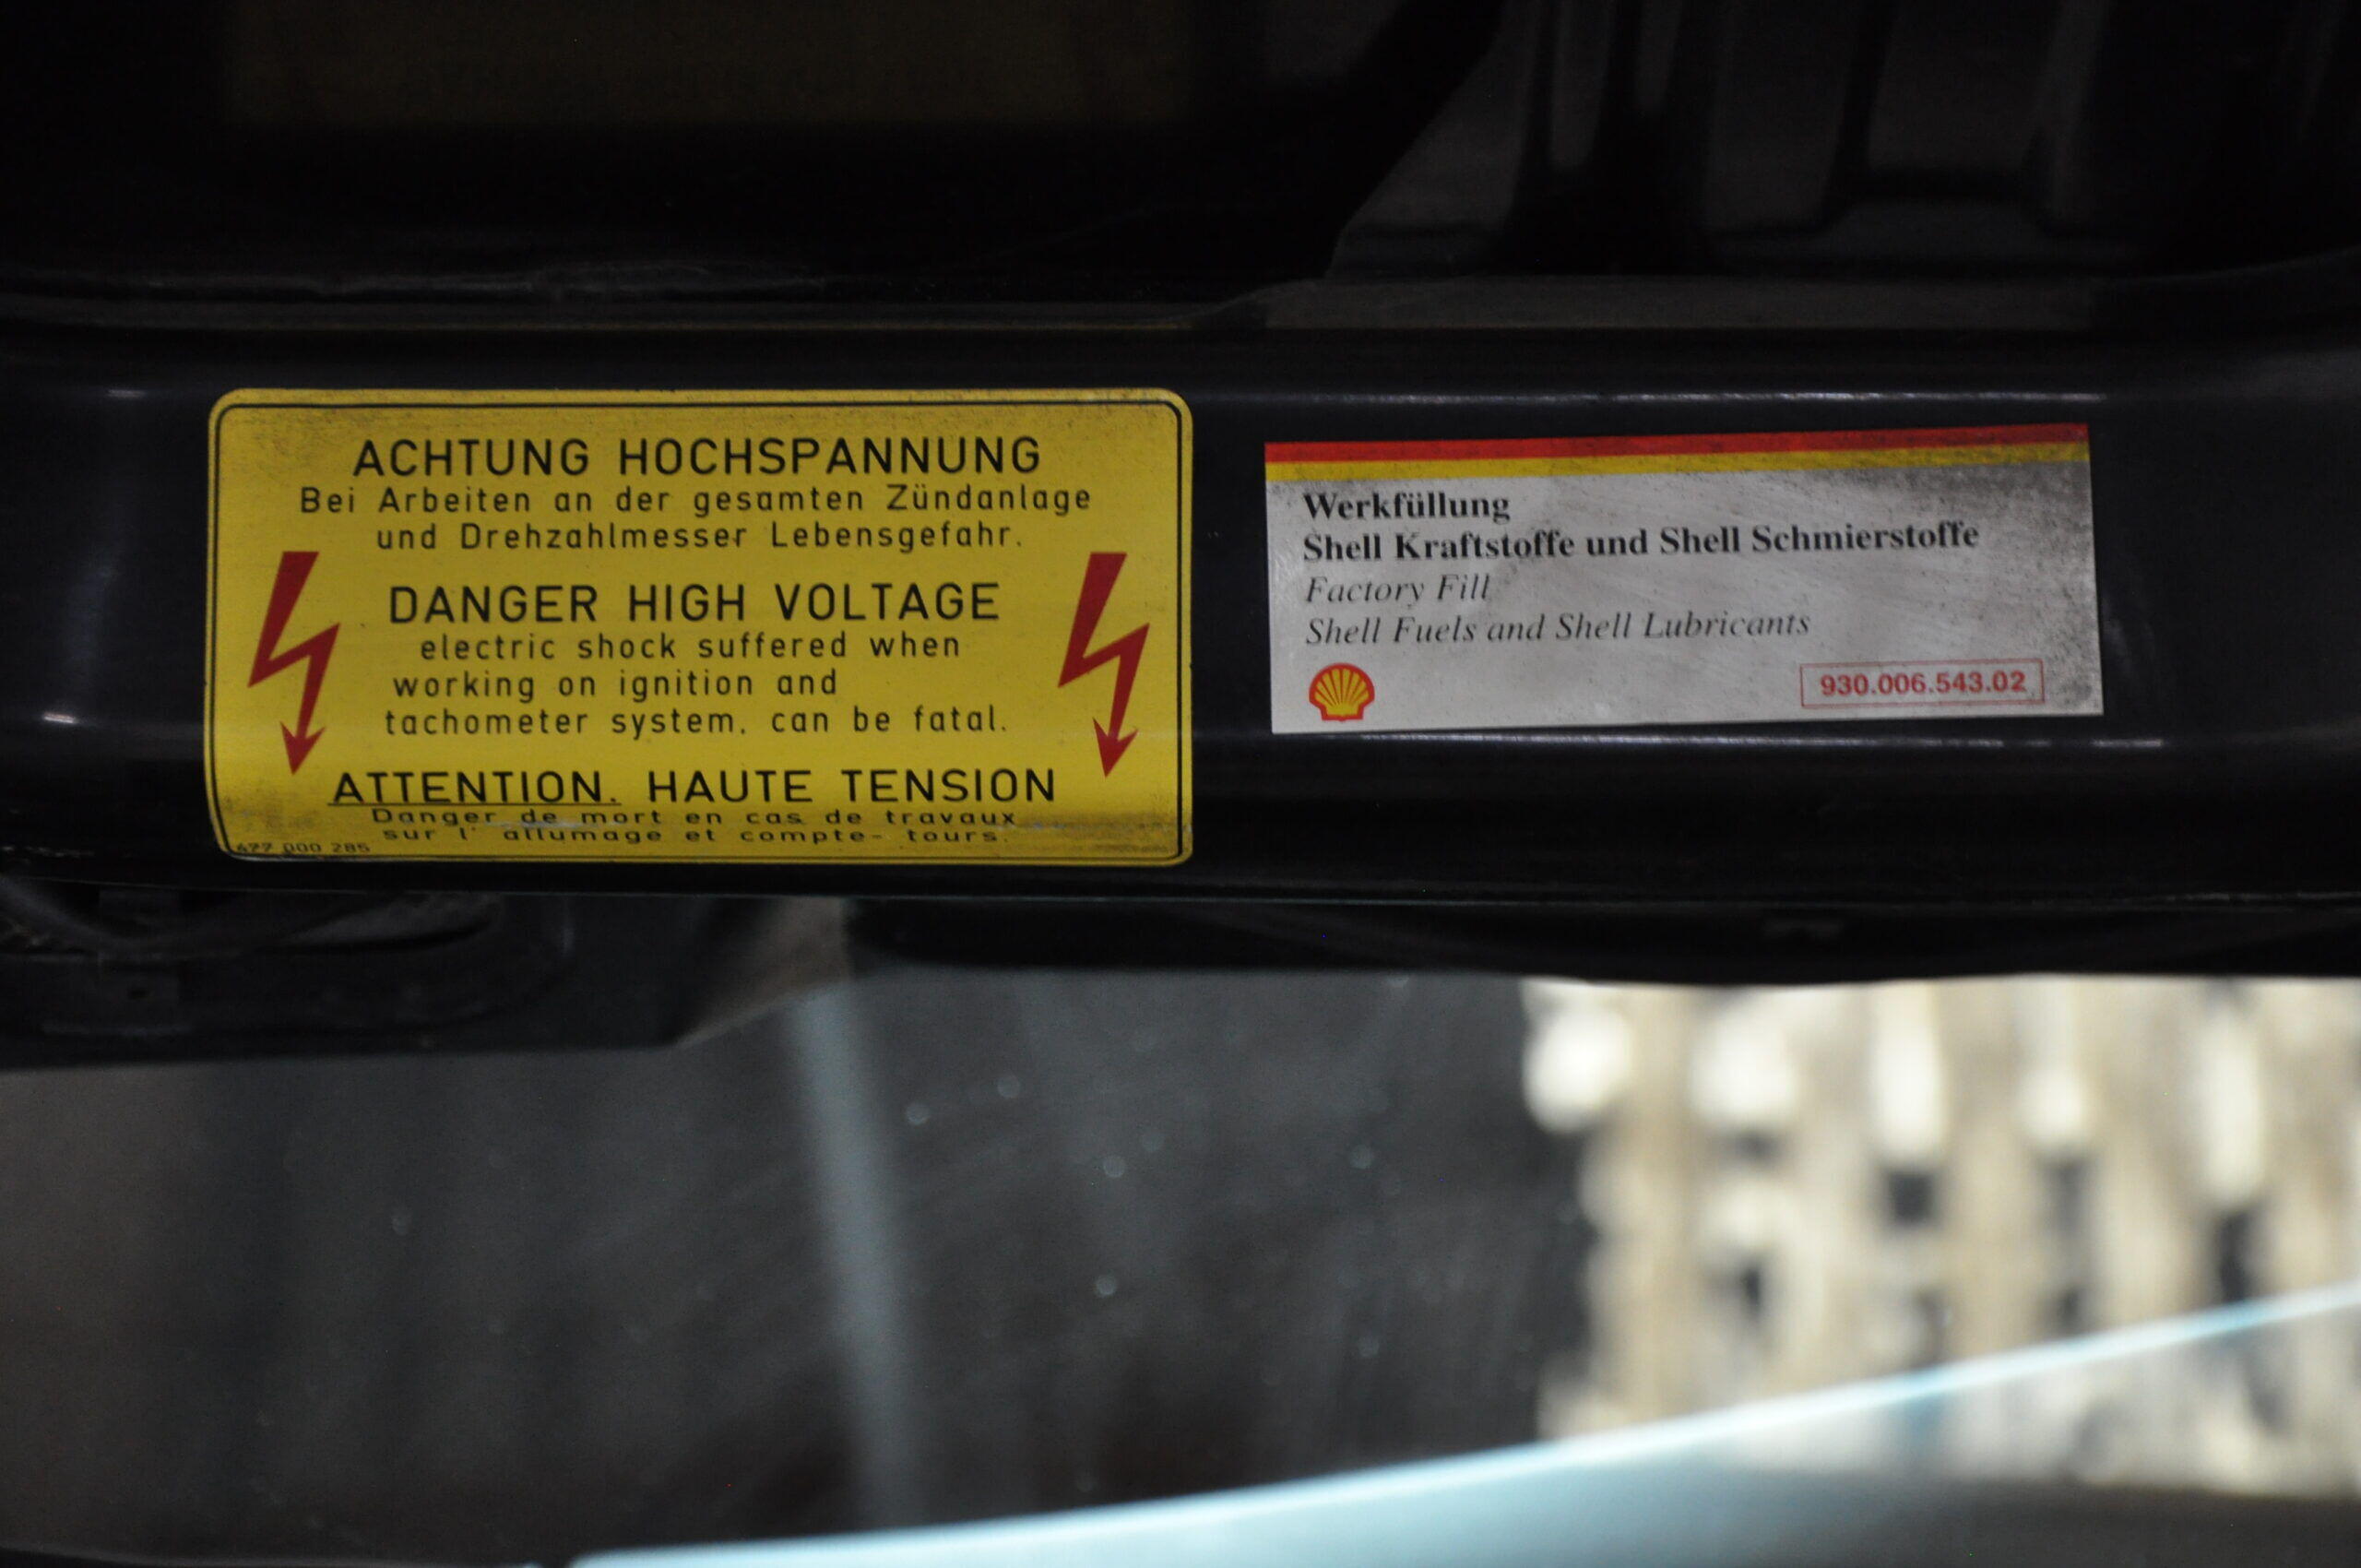 ACHTUNG HOCHSPANNUNG
Bei Arbeiten an der gesamten Zündanlage
und Drehzahlmesser Lebensgefahr.
DANGER HIGH VOLTAGE
electric shock suffered when
working on ignition and
tachometer system, can be fatal.
ATTENTION. HAUTE TENSION
Danger de mort en cas de travaux
sur l' allumage et compte- tours.
477 000 285
Werkfüllung
Shell Kraftstoffe und Shell Schmierstoffe
Factory Fill
Shell Fuels and Shell Lubricants
930.006.543.02